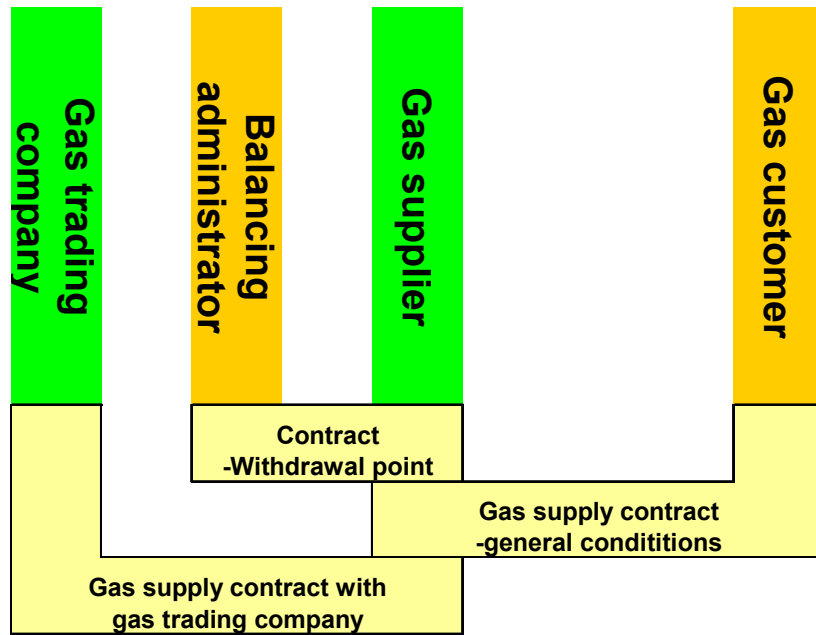 Gas trading
company
Balancing
administrator
Gas supplier
Gas customer
Contract
-Withdrawal point
Gas supply contract
-general condititions
Gas supply contract with
gas trading company